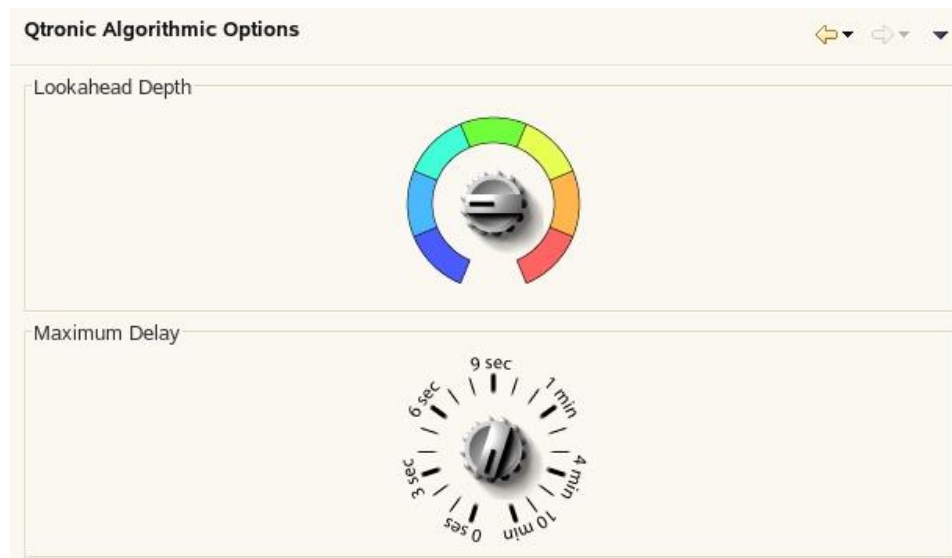 Qtronic Algorithmic Options
Lookahead Depth
Maximum Delay
9 sec
6 sec
1 min
3 sec
4 min
0 ses
10 min